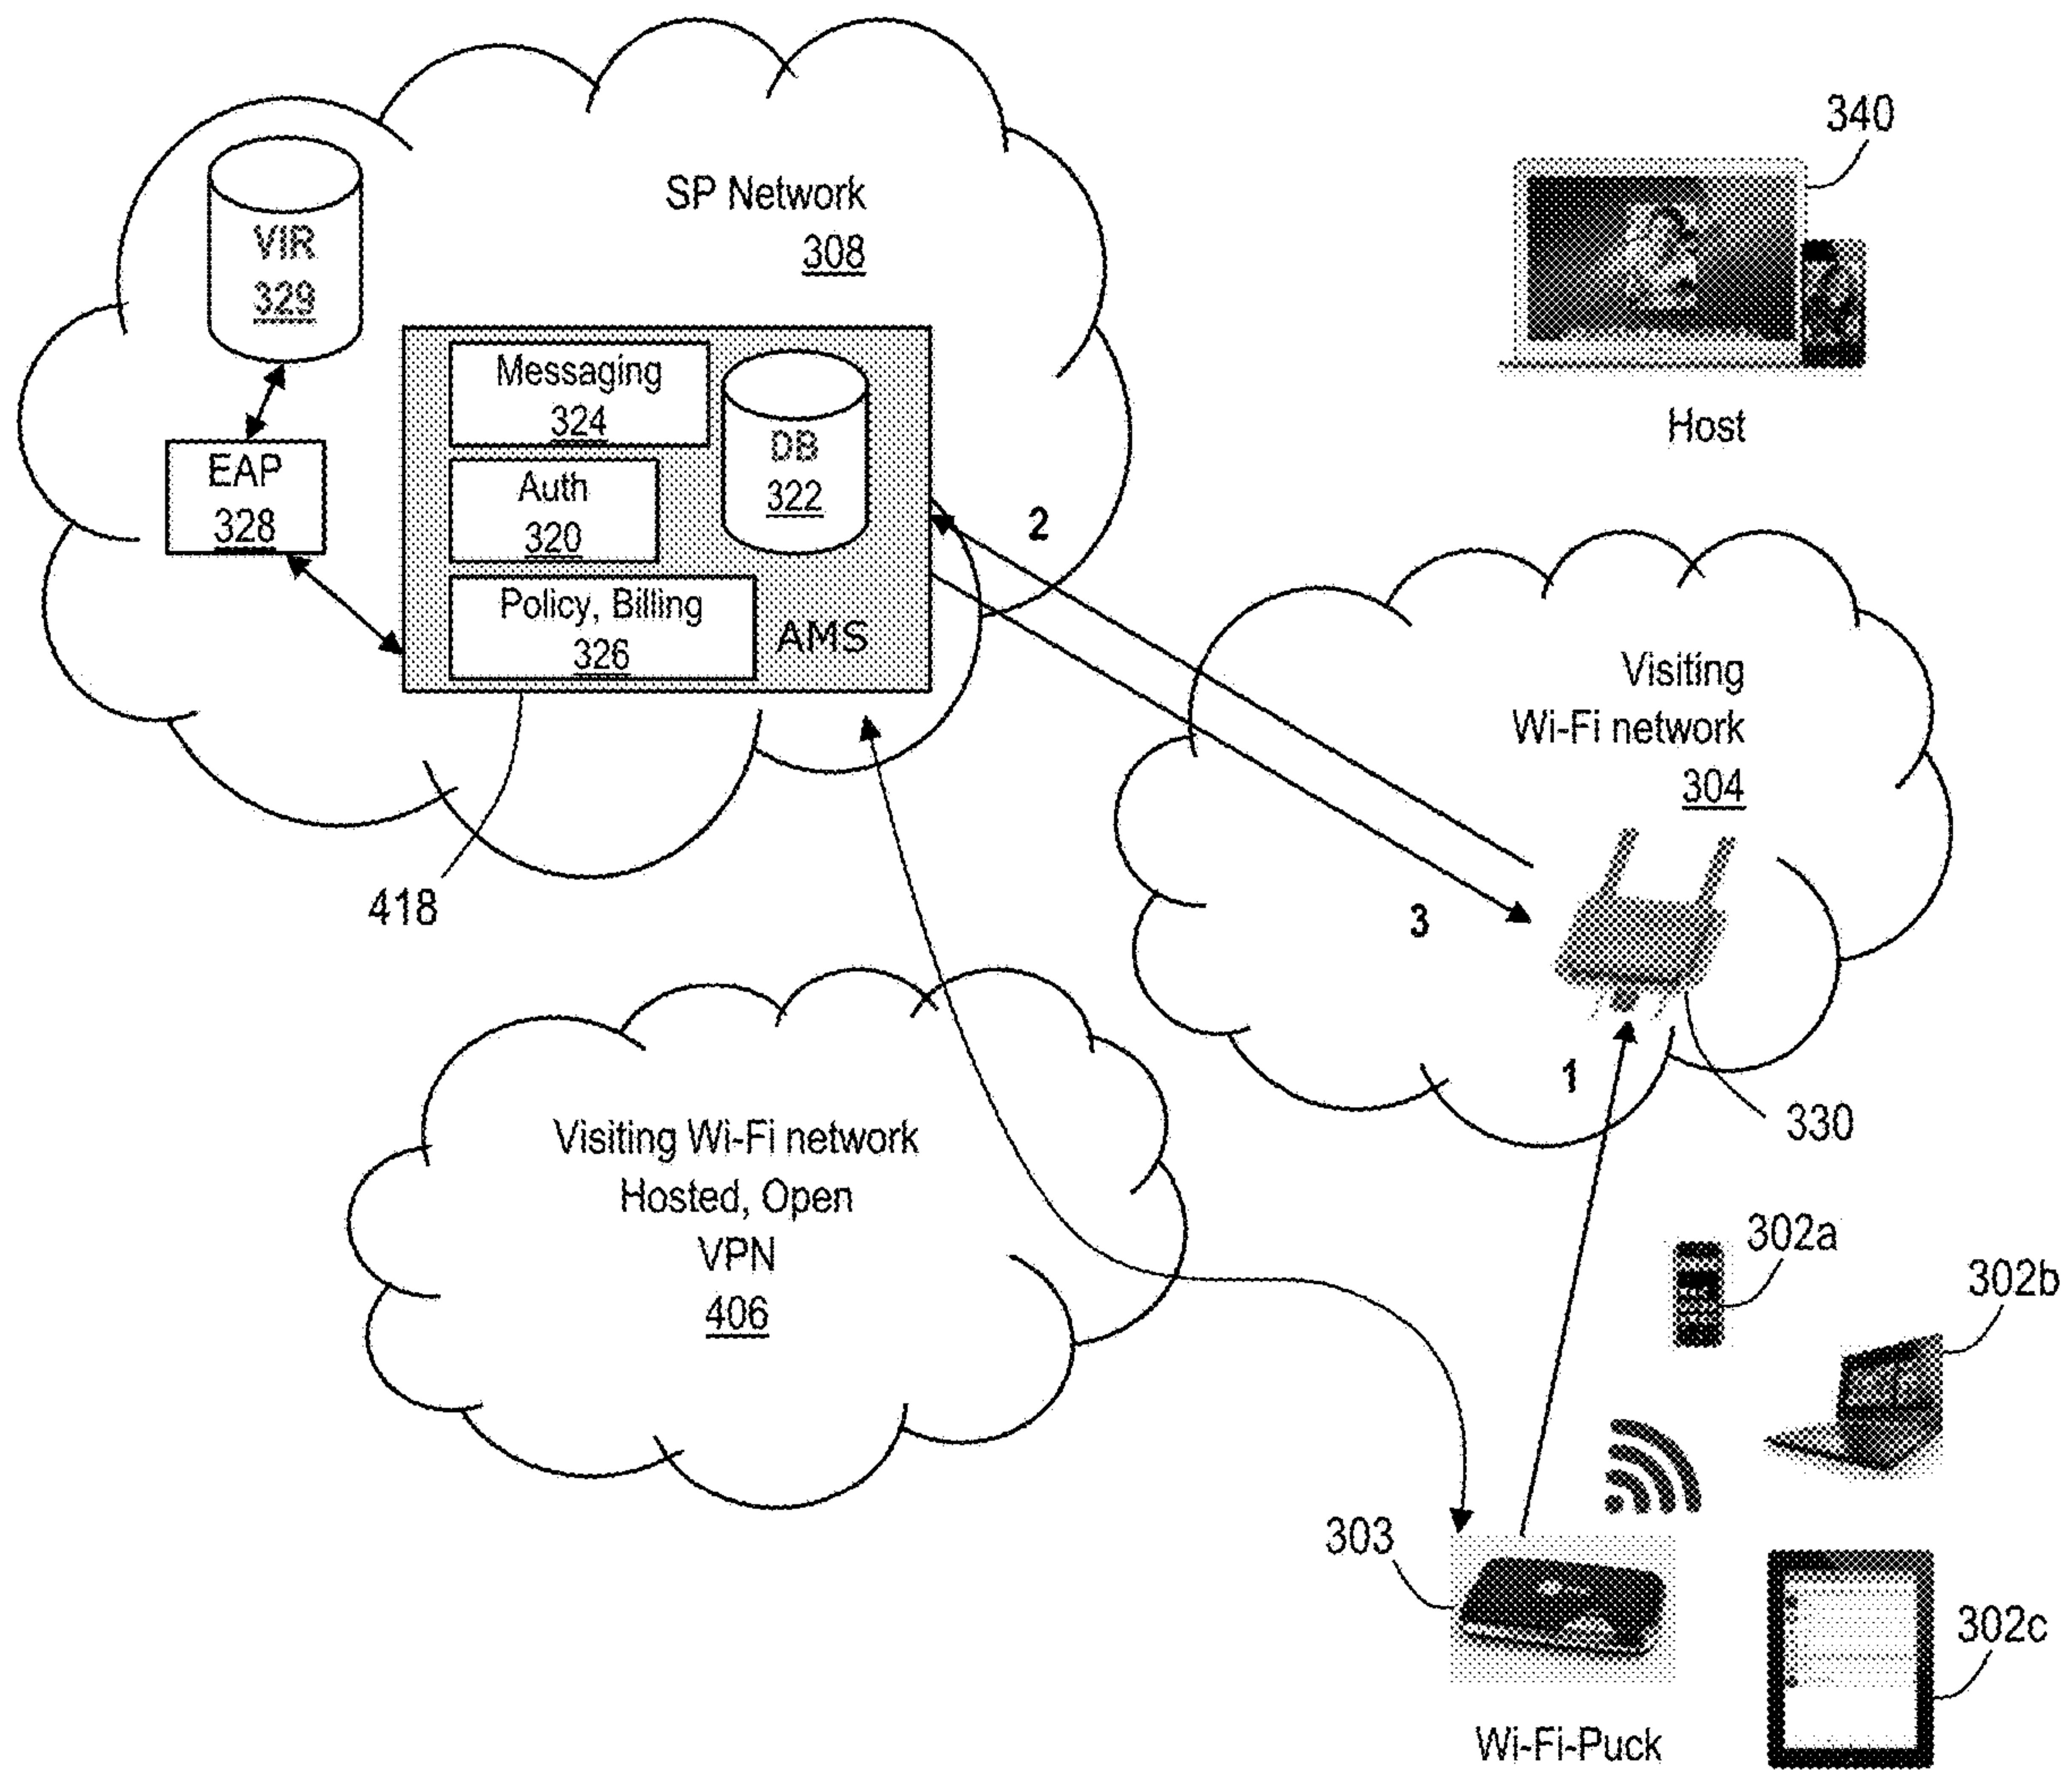 340
SP Network
308
VIR
329
Messaging
324
DB
322
Host
EAP
328
Auth
320
2
Policy, Billing
326
AMS
Visiting
Wi-Fi network
304
418
3
1
330
Visiting Wi-Fi network
Hosted, Open
VPN
406
302a
302b
303
302c
Wi-Fi-Puck